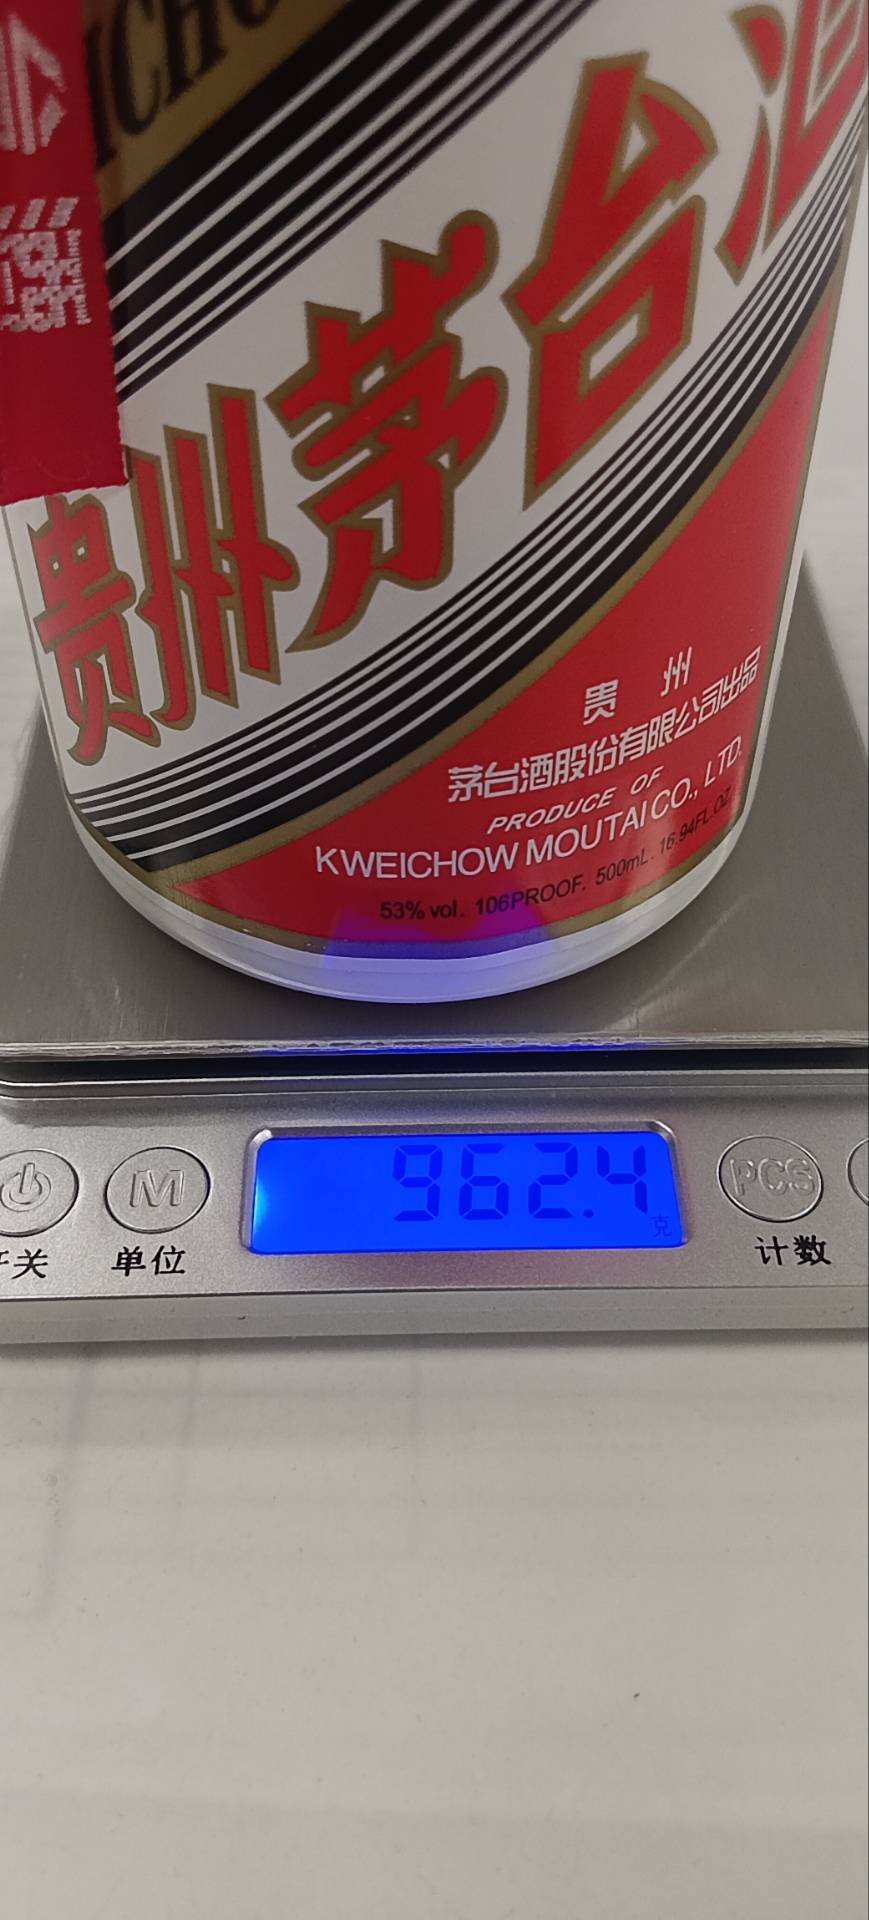 贵州茅台酒
贵州
茅台酒股份有限公司出品
PRODUCE OF
KWEICHOW MOUTAI CO., LTD.
53% vol. 106PROOF. 500mL. 16.94FL.OZ.
962.4
克
M
PCS
单位
计数